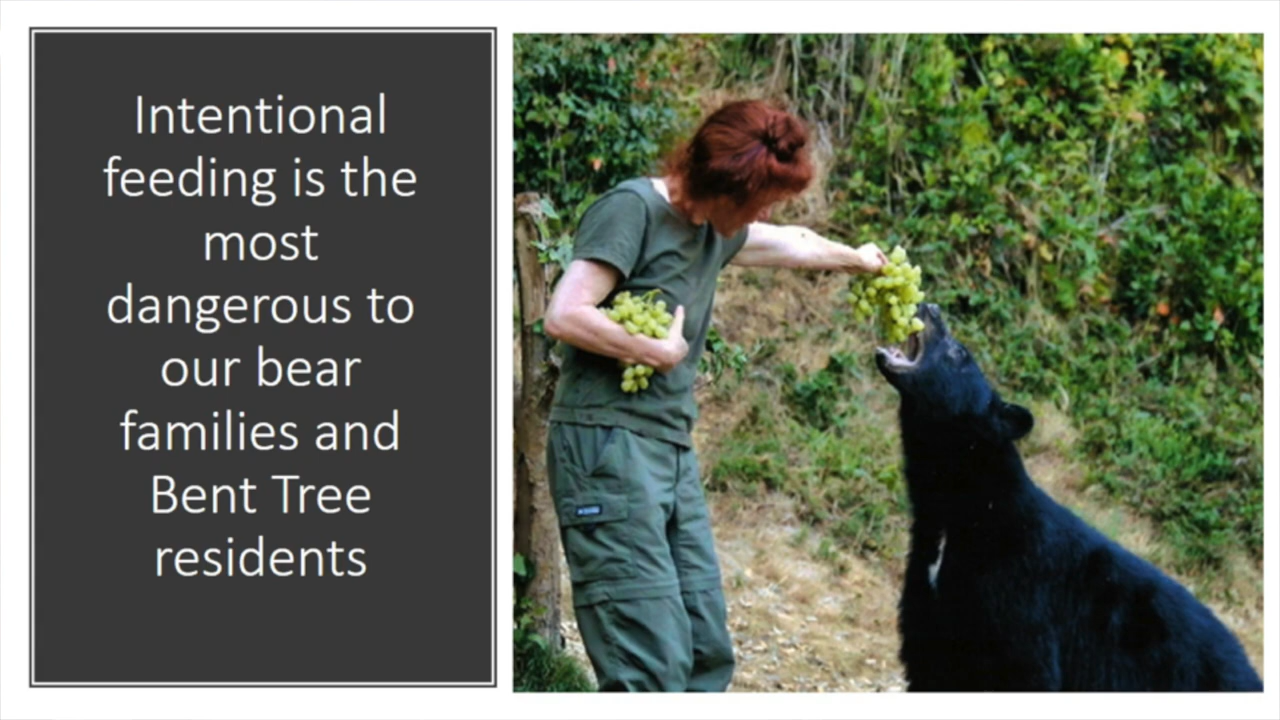 Intentional
feeding is the
most
dangerous to
our bear
families and
Bent Tree
residents